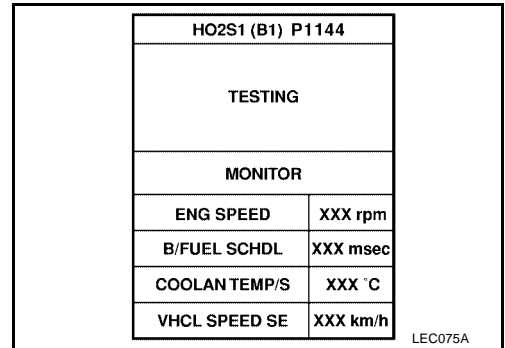 HO2S1 (B1) P1144
TESTING
MONITOR
ENG SPEED XXX rpm
B/FUEL SCHDL XXX msec
COOLAN TEMP/S XXX °C
VHCL SPEED SE XXX km/h
LEC075A